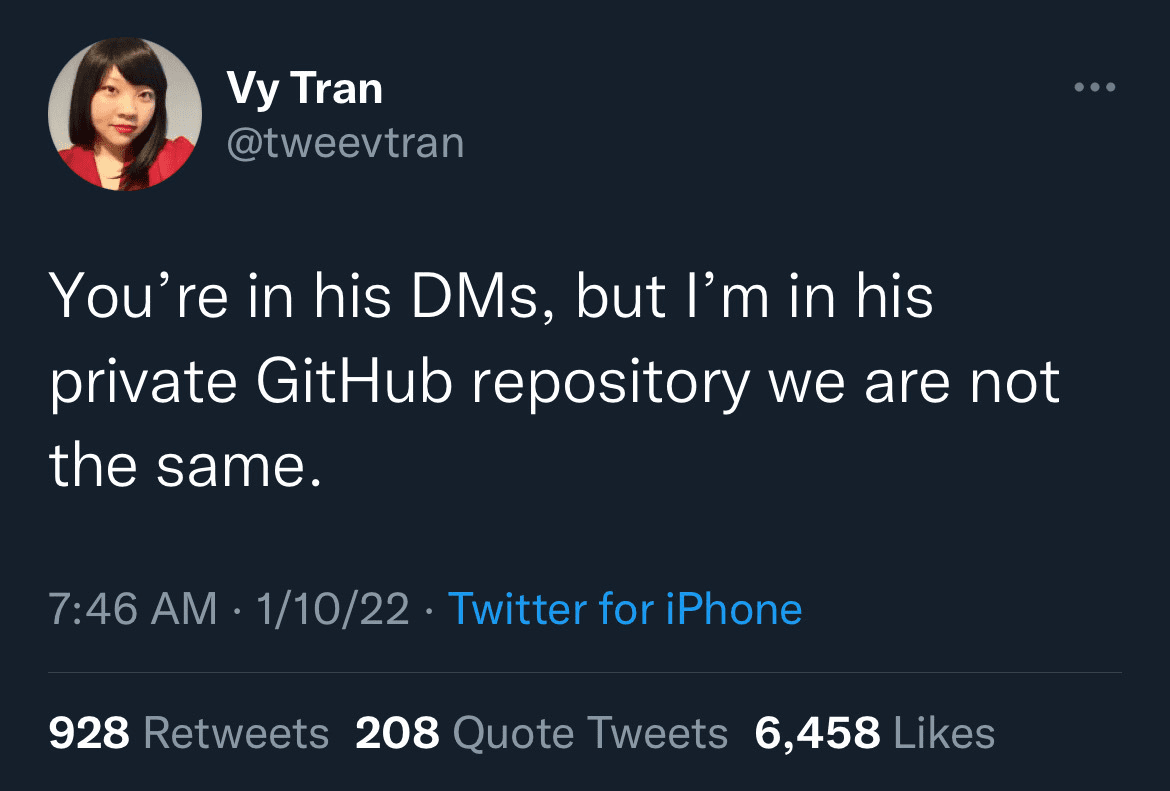 Vy Tran
@tweevtran
You’re in his DMs, but I’m in his
private GitHub repository we are not
the same.
7:46 AM · 1/10/22 · Twitter for iPhone
928 Retweets 208 Quote Tweets 6,458 Likes